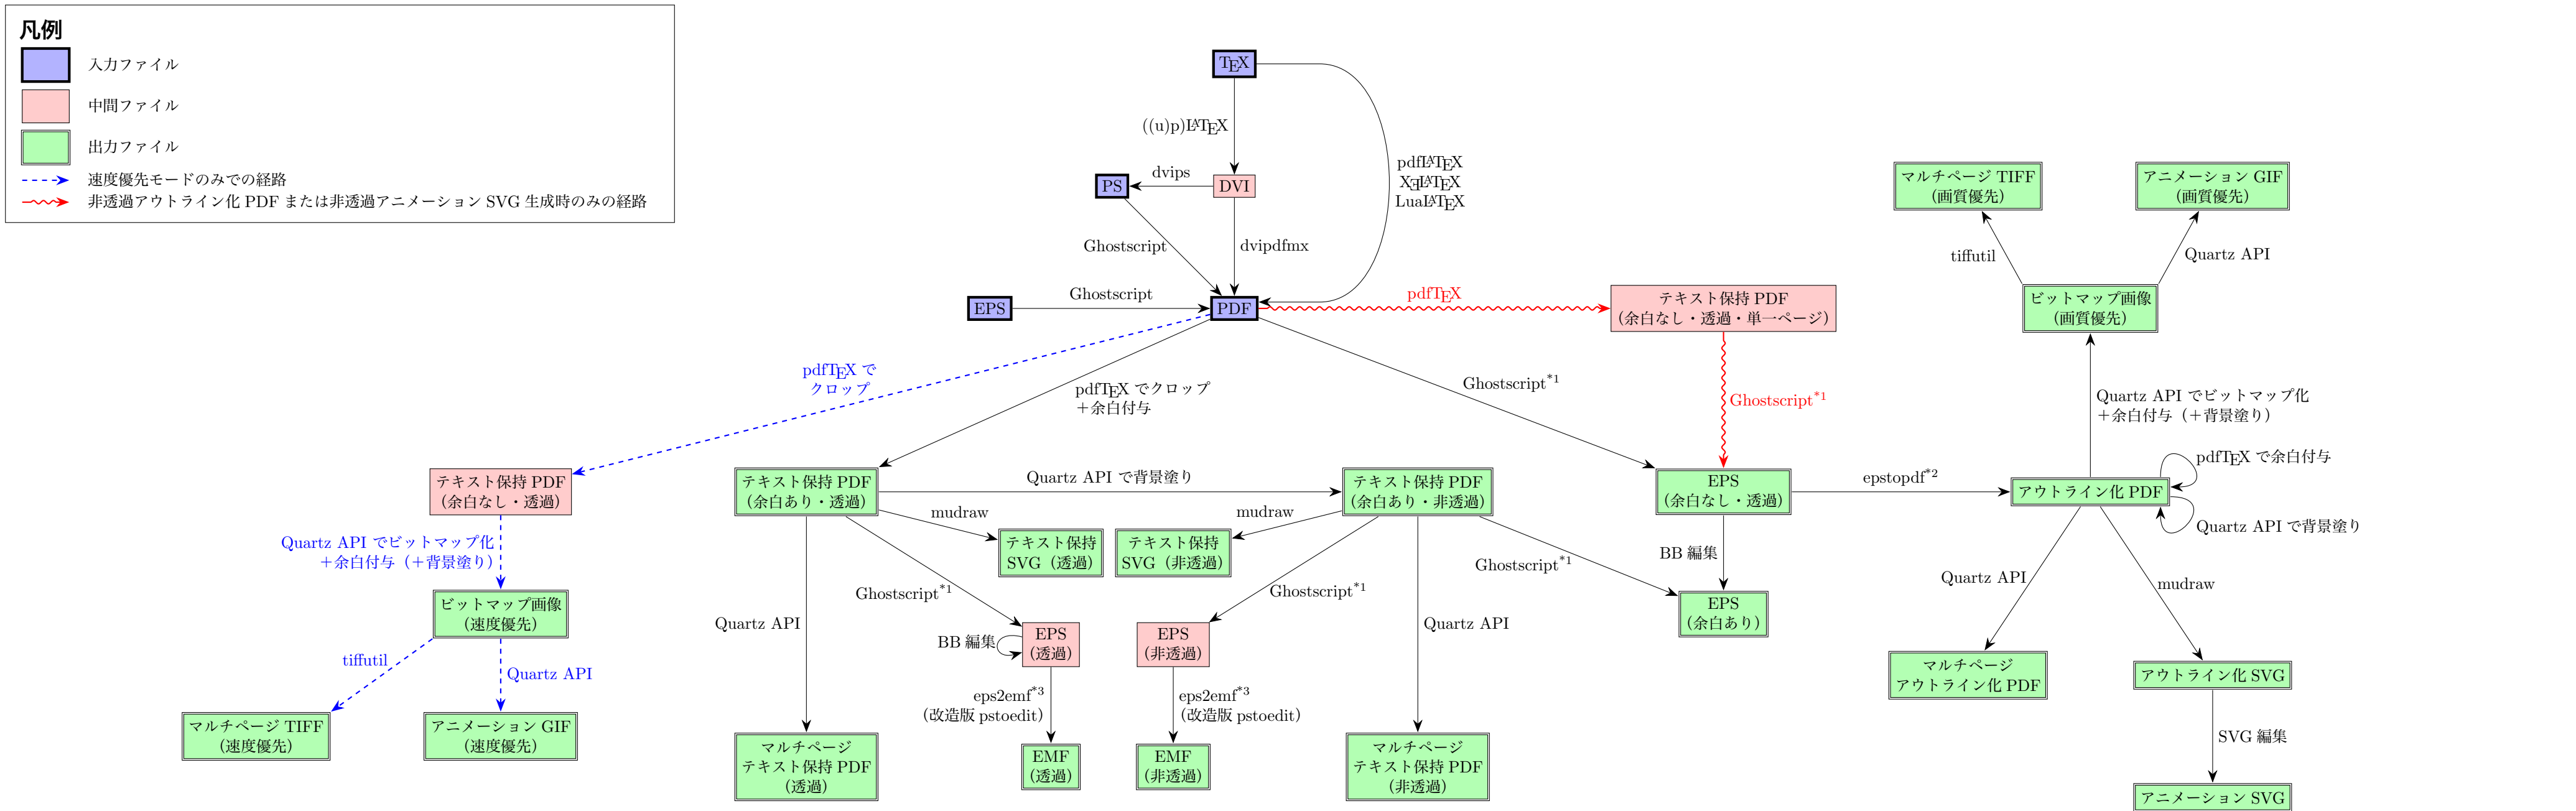 凡例
入力ファイル
中間ファイル
出力ファイル
速度優先モードのみでの経路
非透過アウトライン化 PDF または非透過アニメーション SVG 生成時のみの経路
TEX
((u)p)LATEX
pdfLATEX
XƎLATEX
LuaLATEX
PS
dvips
DVI
Ghostscript
dvipdfmx
EPS
Ghostscript
PDF
pdfTEX
テキスト保持 PDF
（余白なし・透過・単一ページ）
マルチページ TIFF
（画質優先）
アニメーション GIF
（画質優先）
tiffutil
Quartz API
ビットマップ画像
（画質優先）
pdfTEX で
クロップ
pdfTEX でクロップ
＋余白付与
Ghostscript*1
Ghostscript*1
Quartz API でビットマップ化
＋余白付与（＋背景塗り）
テキスト保持 PDF
（余白なし・透過）
テキスト保持 PDF
（余白あり・透過）
Quartz API で背景塗り
テキスト保持 PDF
（余白あり・非透過）
EPS
（余白なし・透過）
epstopdf*2
アウトライン化 PDF
pdfTEX で余白付与
Quartz API で背景塗り
Quartz API でビットマップ化
＋余白付与（＋背景塗り）
mudraw
テキスト保持
SVG（透過）
mudraw
テキスト保持
SVG（非透過）
Ghostscript*1
BB 編集
EPS
（余白あり）
Quartz API
mudraw
ビットマップ画像
（速度優先）
Quartz API
Ghostscript*1
BB 編集
EPS
（透過）
Ghostscript*1
EPS
（非透過）
Quartz API
tiffutil
Quartz API
マルチページ TIFF
（速度優先）
アニメーション GIF
（速度優先）
eps2emf*3
（改造版 pstoedit）
eps2emf*3
（改造版 pstoedit）
マルチページ
アウトライン化 PDF
アウトライン化 SVG
マルチページ
テキスト保持 PDF
（透過）
EMF
（透過）
EMF
（非透過）
マルチページ
テキスト保持 PDF
（非透過）
SVG 編集
アニメーション SVG